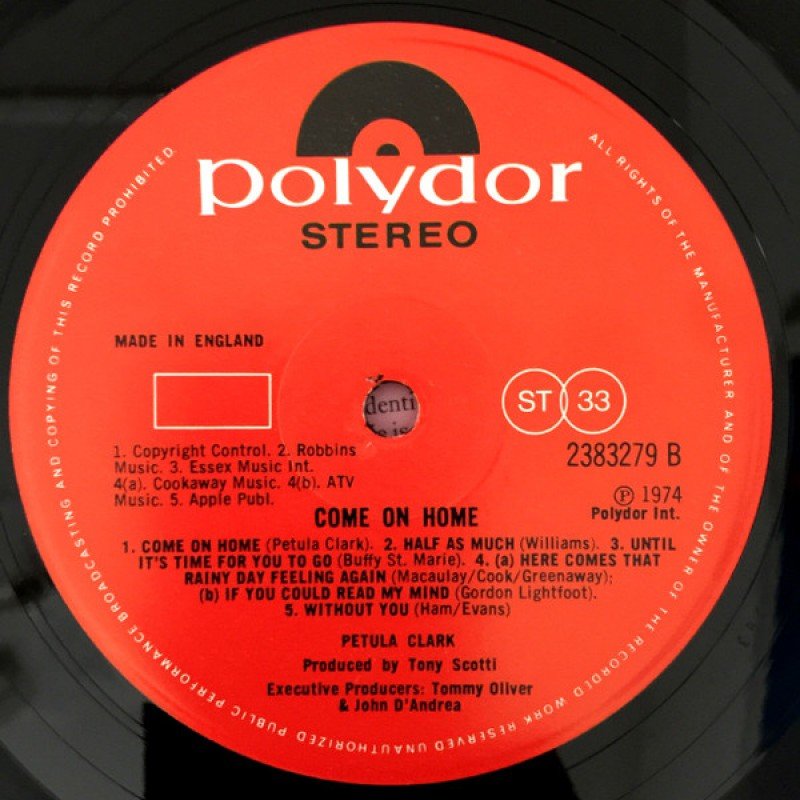 polydor
STEREO
ALL RIGHTS OF THE MANUFACTURER AND OF THE OWNER OF THE RECORDED WORK RESERVED UNAUTHORIZED PUBLIC PERFORMANCE BROADCASTING AND COPYING OF THIS RECORD PROHIBITED.
MADE IN ENGLAND
denti
ST 33
2383279 B
1. Copyright Control. 2. Robbins
Music. 3. Essex Music Int.
4(a). Cookaway Music. 4(b). ATV
Music. 5. Apple Publ.
℗ 1974
Polydor Int.
COME ON HOME
1. COME ON HOME (Petula Clark). 2. HALF AS MUCH (Williams). 3. UNTIL
IT'S TIME FOR YOU TO GO (Buffy St. Marie). 4. (a) HERE COMES THAT
RAINY DAY FEELING AGAIN (Macaulay/Cook/Greenaway);
(b) IF YOU COULD READ MY MIND (Gordon Lightfoot).
5. WITHOUT YOU (Ham/Evans)
PETULA CLARK
Produced by Tony Scotti
Executive Producers: Tommy Oliver
& John D'Andrea